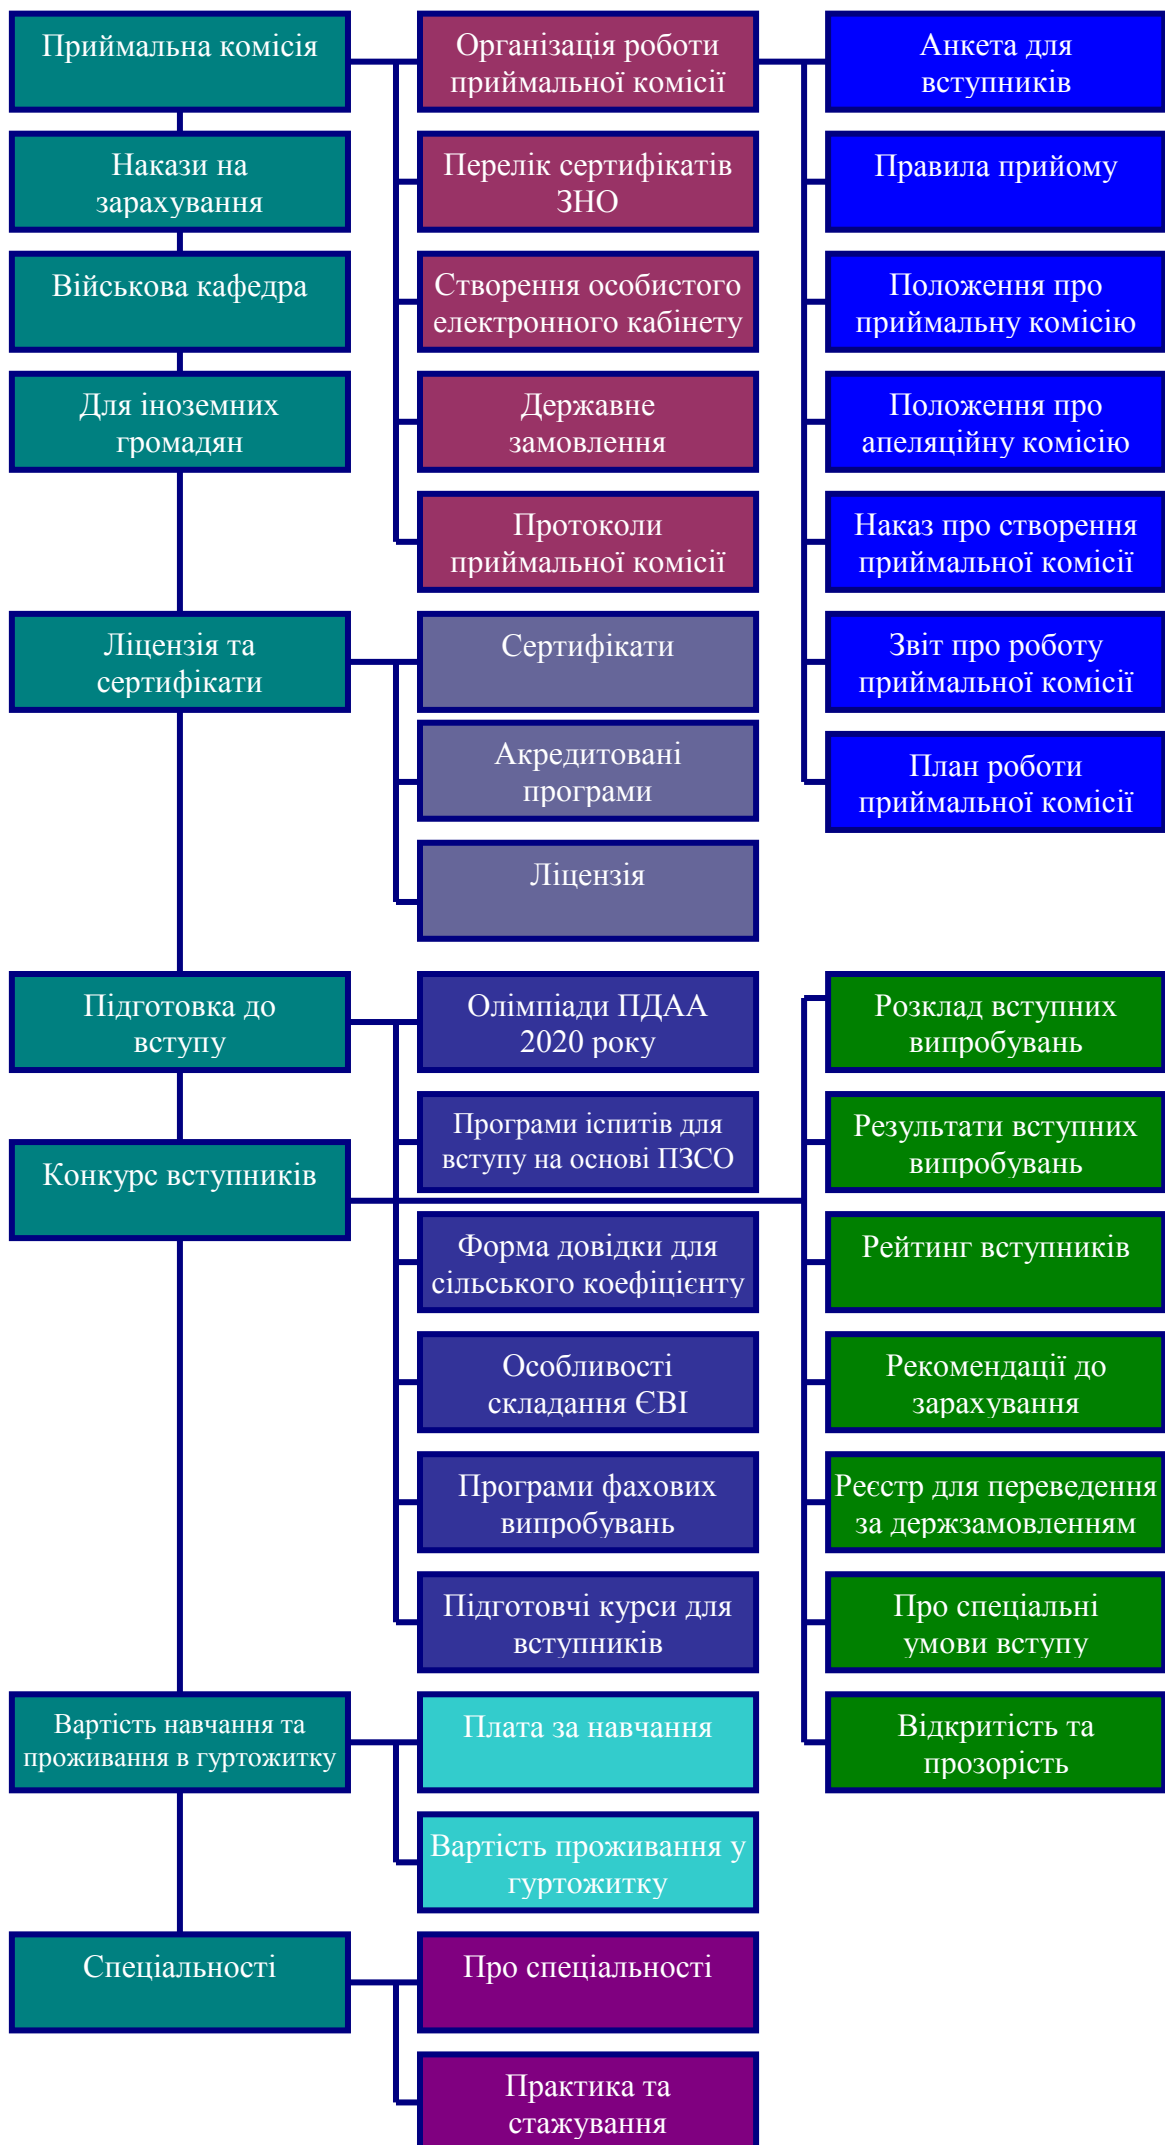 Приймальна комісія
Організація роботи
приймальної комісії
Анкета для
вступників
Накази на
зарахування
Перелік сертифікатів
ЗНО
Правила прийому
Військова кафедра
Створення особистого
електронного кабінету
Положення про
приймальну комісію
Для іноземних
громадян
Державне
замовлення
Положення про
апеляційну комісію
Протоколи
приймальної комісії
Наказ про створення
приймальної комісії
Ліцензія та
сертифікати
Сертифікати
Звіт про роботу
приймальної комісії
Акредитовані
програми
План роботи
приймальної комісії
Ліцензія
Підготовка до
вступу
Олімпіади ПДАА
2020 року
Розклад вступних
випробувань
Програми іспитів для
вступу на основі ПЗСО
Результати вступних
випробувань
Конкурс вступників
Форма довідки для
сільського коефіцієнту
Рейтинг вступників
Особливості
складання ЄВІ
Рекомендації до
зарахування
Програми фахових
випробувань
Реєстр для переведення
за держзамовленням
Підготовчі курси для
вступників
Про спеціальні
умови вступу
Вартість навчання та
проживання в гуртожитку
Плата за навчання
Відкритість та
прозорість
Вартість проживання у
гуртожитку
Спеціальності
Про спеціальності
Практика та
стажування